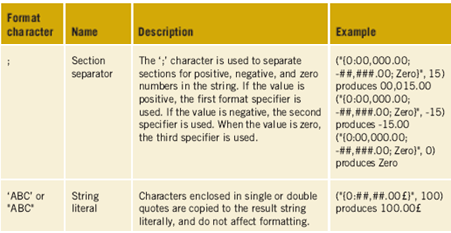 Format
character
Name
Description
Example
;
Section
separator
The ‘;’ character is used to separate
sections for positive, negative, and zero
numbers in the string. If the value is
positive, the first format specifier is
used. If the value is negative, the second
specifier is used. When the value is zero,
the third specifier is used.
("{0:00,000.00;
-##,###.00; Zero}", 15)
produces 00,015.00
("{0:00,000.00;
-##,###.00; Zero}", -15)
produces -15.00
("{0:00,000.00;
-##,###.00; Zero}", 0)
produces Zero
‘ABC’ or
"ABC"
String
literal
Characters enclosed in single or double
quotes are copied to the result string
literally, and do not affect formatting.
("{0:##,##.00£}", 100)
produces 100.00£